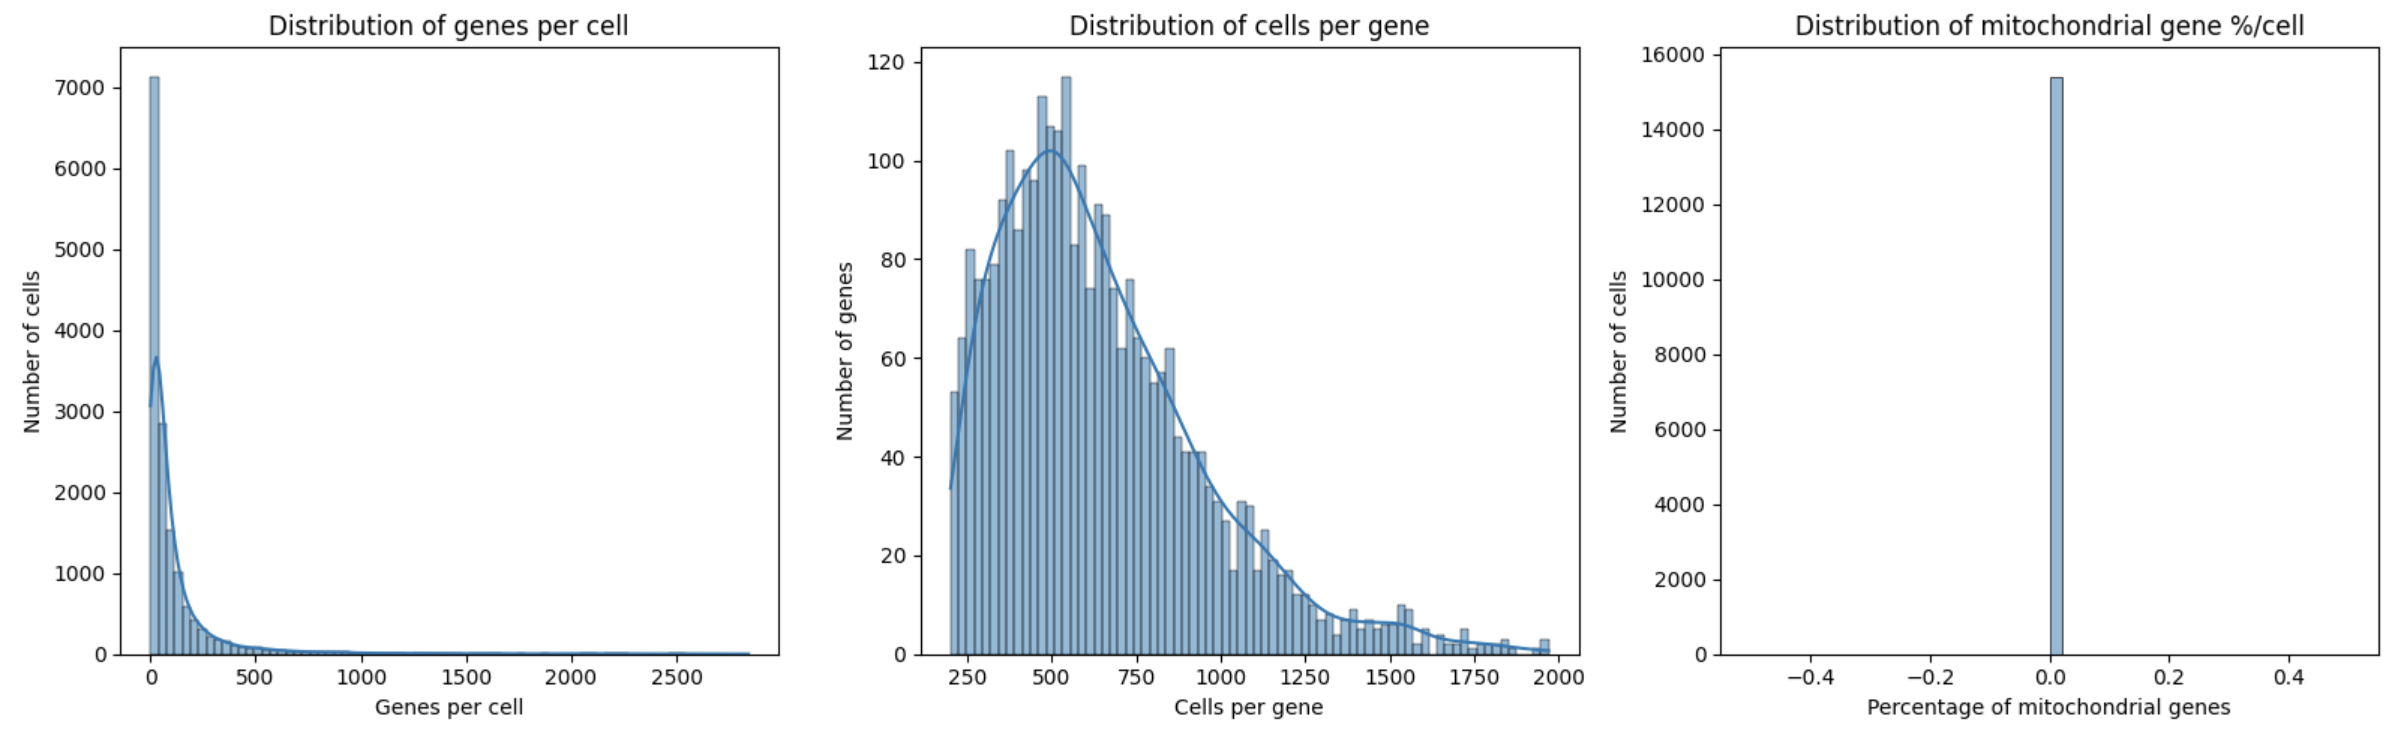 Distribution of genes per cell
7000
6000
5000
4000
3000
2000
1000
0
Number of cells
0 500 1000 1500 2000 2500
Genes per cell
Distribution of cells per gene
120
100
80
60
40
20
0
Number of genes
250 500 750 1000 1250 1500 1750 2000
Cells per gene
Distribution of mitochondrial gene %/cell
16000
14000
12000
10000
8000
6000
4000
2000
0
Number of cells
−0.4 −0.2 0.0 0.2 0.4
Percentage of mitochondrial genes